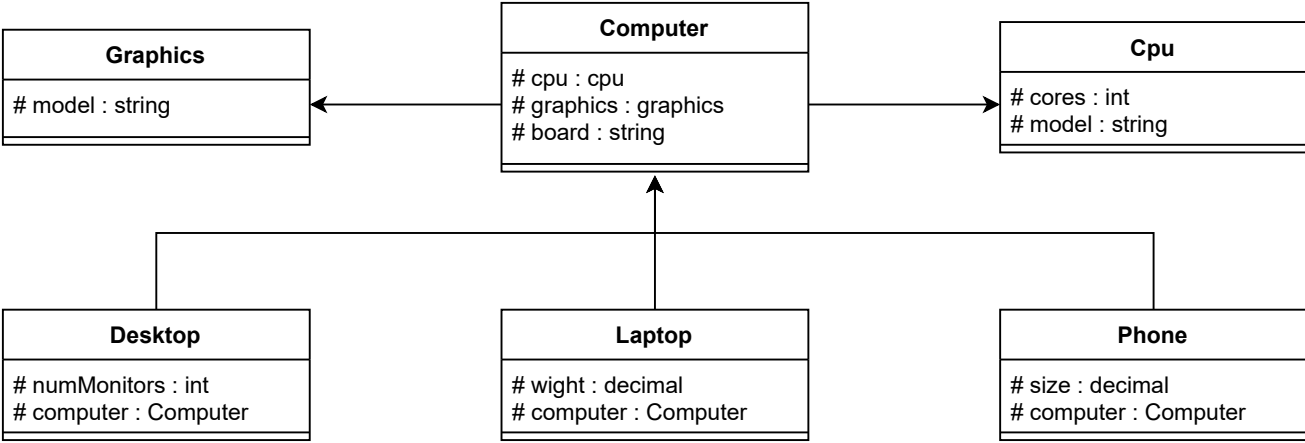 Graphics
# model : string
Computer
# cpu : cpu
# graphics : graphics
# board : string
Cpu
# cores : int
# model : string
Desktop
# numMonitors : int
# computer : Computer
Laptop
# wight : decimal
# computer : Computer
Phone
# size : decimal
# computer : Computer